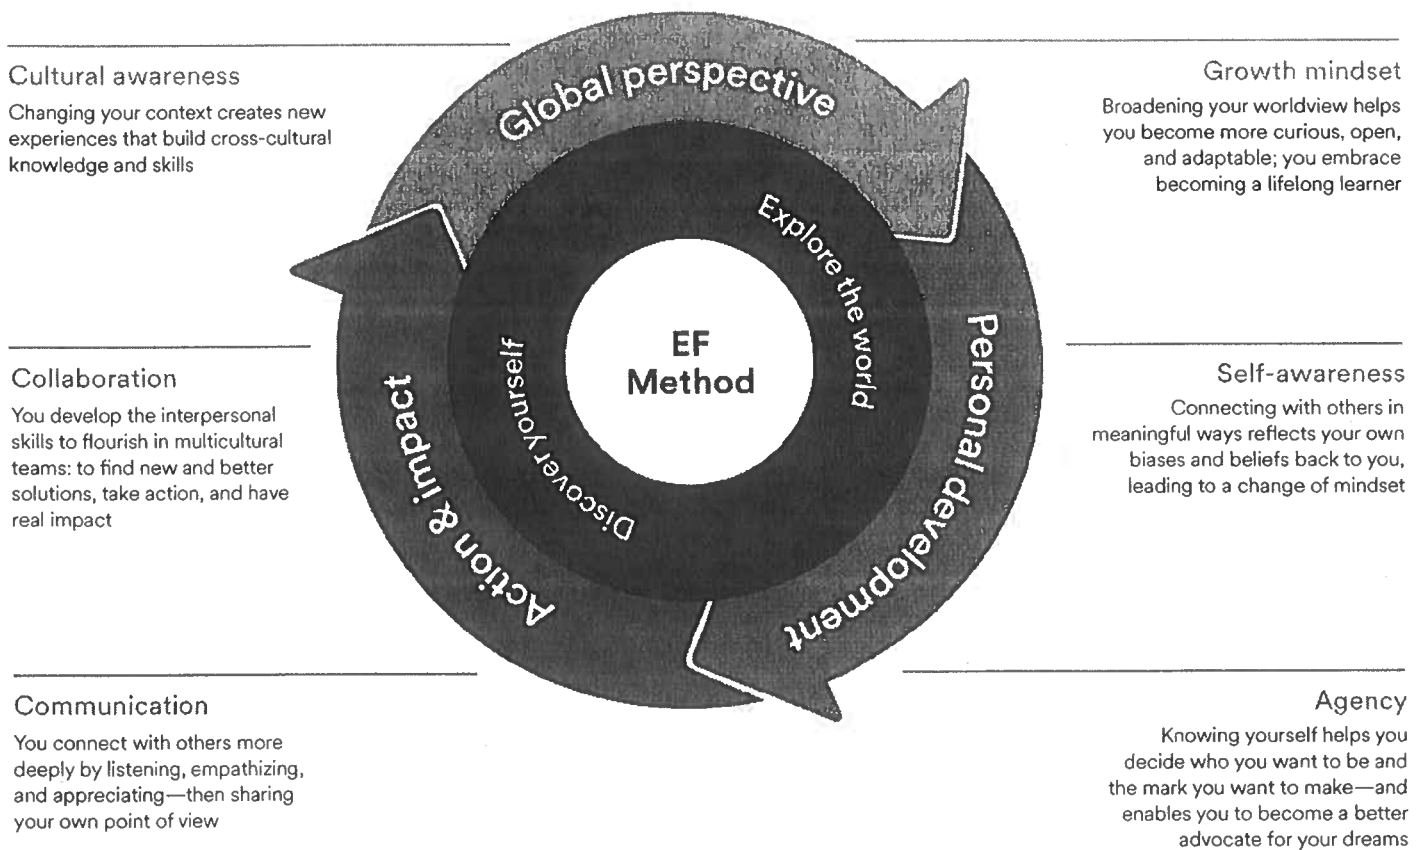 Global perspective
Personal development
Action & impact
Explore the world
Discover yourself
EF
Method
Cultural awareness
Changing your context creates new
experiences that build cross-cultural
knowledge and skills
Growth mindset
Broadening your worldview helps
you become more curious, open,
and adaptable; you embrace
becoming a lifelong learner
Collaboration
You develop the interpersonal
skills to flourish in multicultural
teams: to find new and better
solutions, take action, and have
real impact
Self-awareness
Connecting with others in
meaningful ways reflects your own
biases and beliefs back to you,
leading to a change of mindset
Communication
You connect with others more
deeply by listening, empathizing,
and appreciating—then sharing
your own point of view
Agency
Knowing yourself helps you
decide who you want to be and
the mark you want to make—and
enables you to become a better
advocate for your dreams